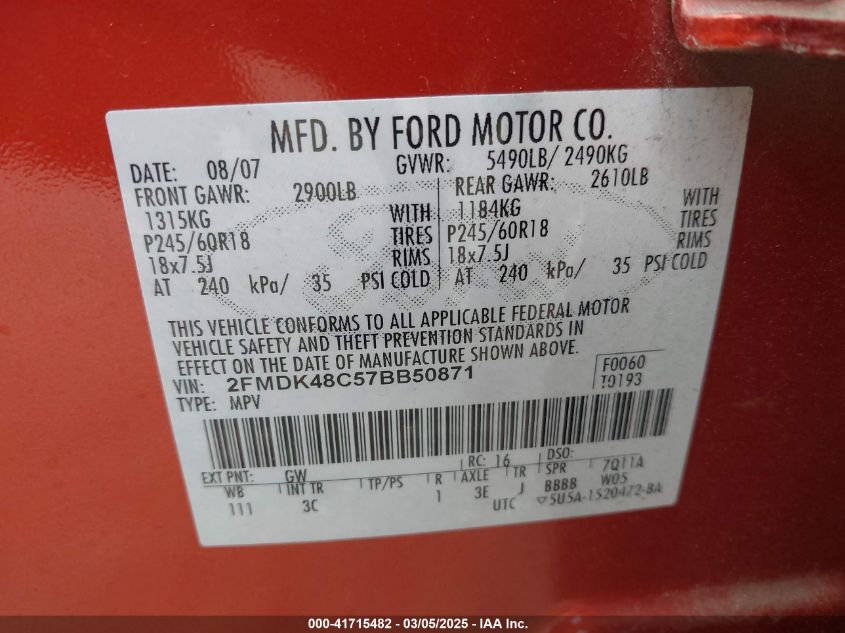 MFD. BY FORD MOTOR CO.
DATE: 08/07 GVWR: 5490LB/ 2490KG
FRONT GAWR: 2900LB REAR GAWR: 2610LB
1315KG WITH 1184KG WITH
P245/60R18 TIRES P245/60R18 TIRES
18x7.5J RIMS 18x7.5J RIMS
AT 240 kPa/ 35 PSI COLD AT 240 kPa/ 35 PSI COLD
THIS VEHICLE CONFORMS TO ALL APPLICABLE FEDERAL MOTOR
VEHICLE SAFETY AND THEFT PREVENTION STANDARDS IN
EFFECT ON THE DATE OF MANUFACTURE SHOWN ABOVE.
VIN: 2FMDK48C57BB50871 F0060
TYPE: MPV T0193
EXT PNT: GW RC: 16 DSO:
WB INT TR TP/PS R AXLE TR SPR 7Q11A
111 3C 1 3E J BBBB W05
UTC 5U5A-1520472-BA
000-41715482 - 03/05/2025 - IAA Inc.